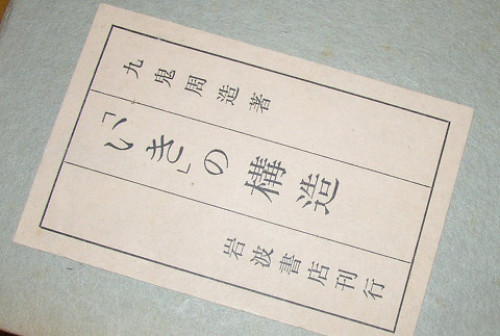 九鬼周造著
「いき」の構造
岩波書店刊行